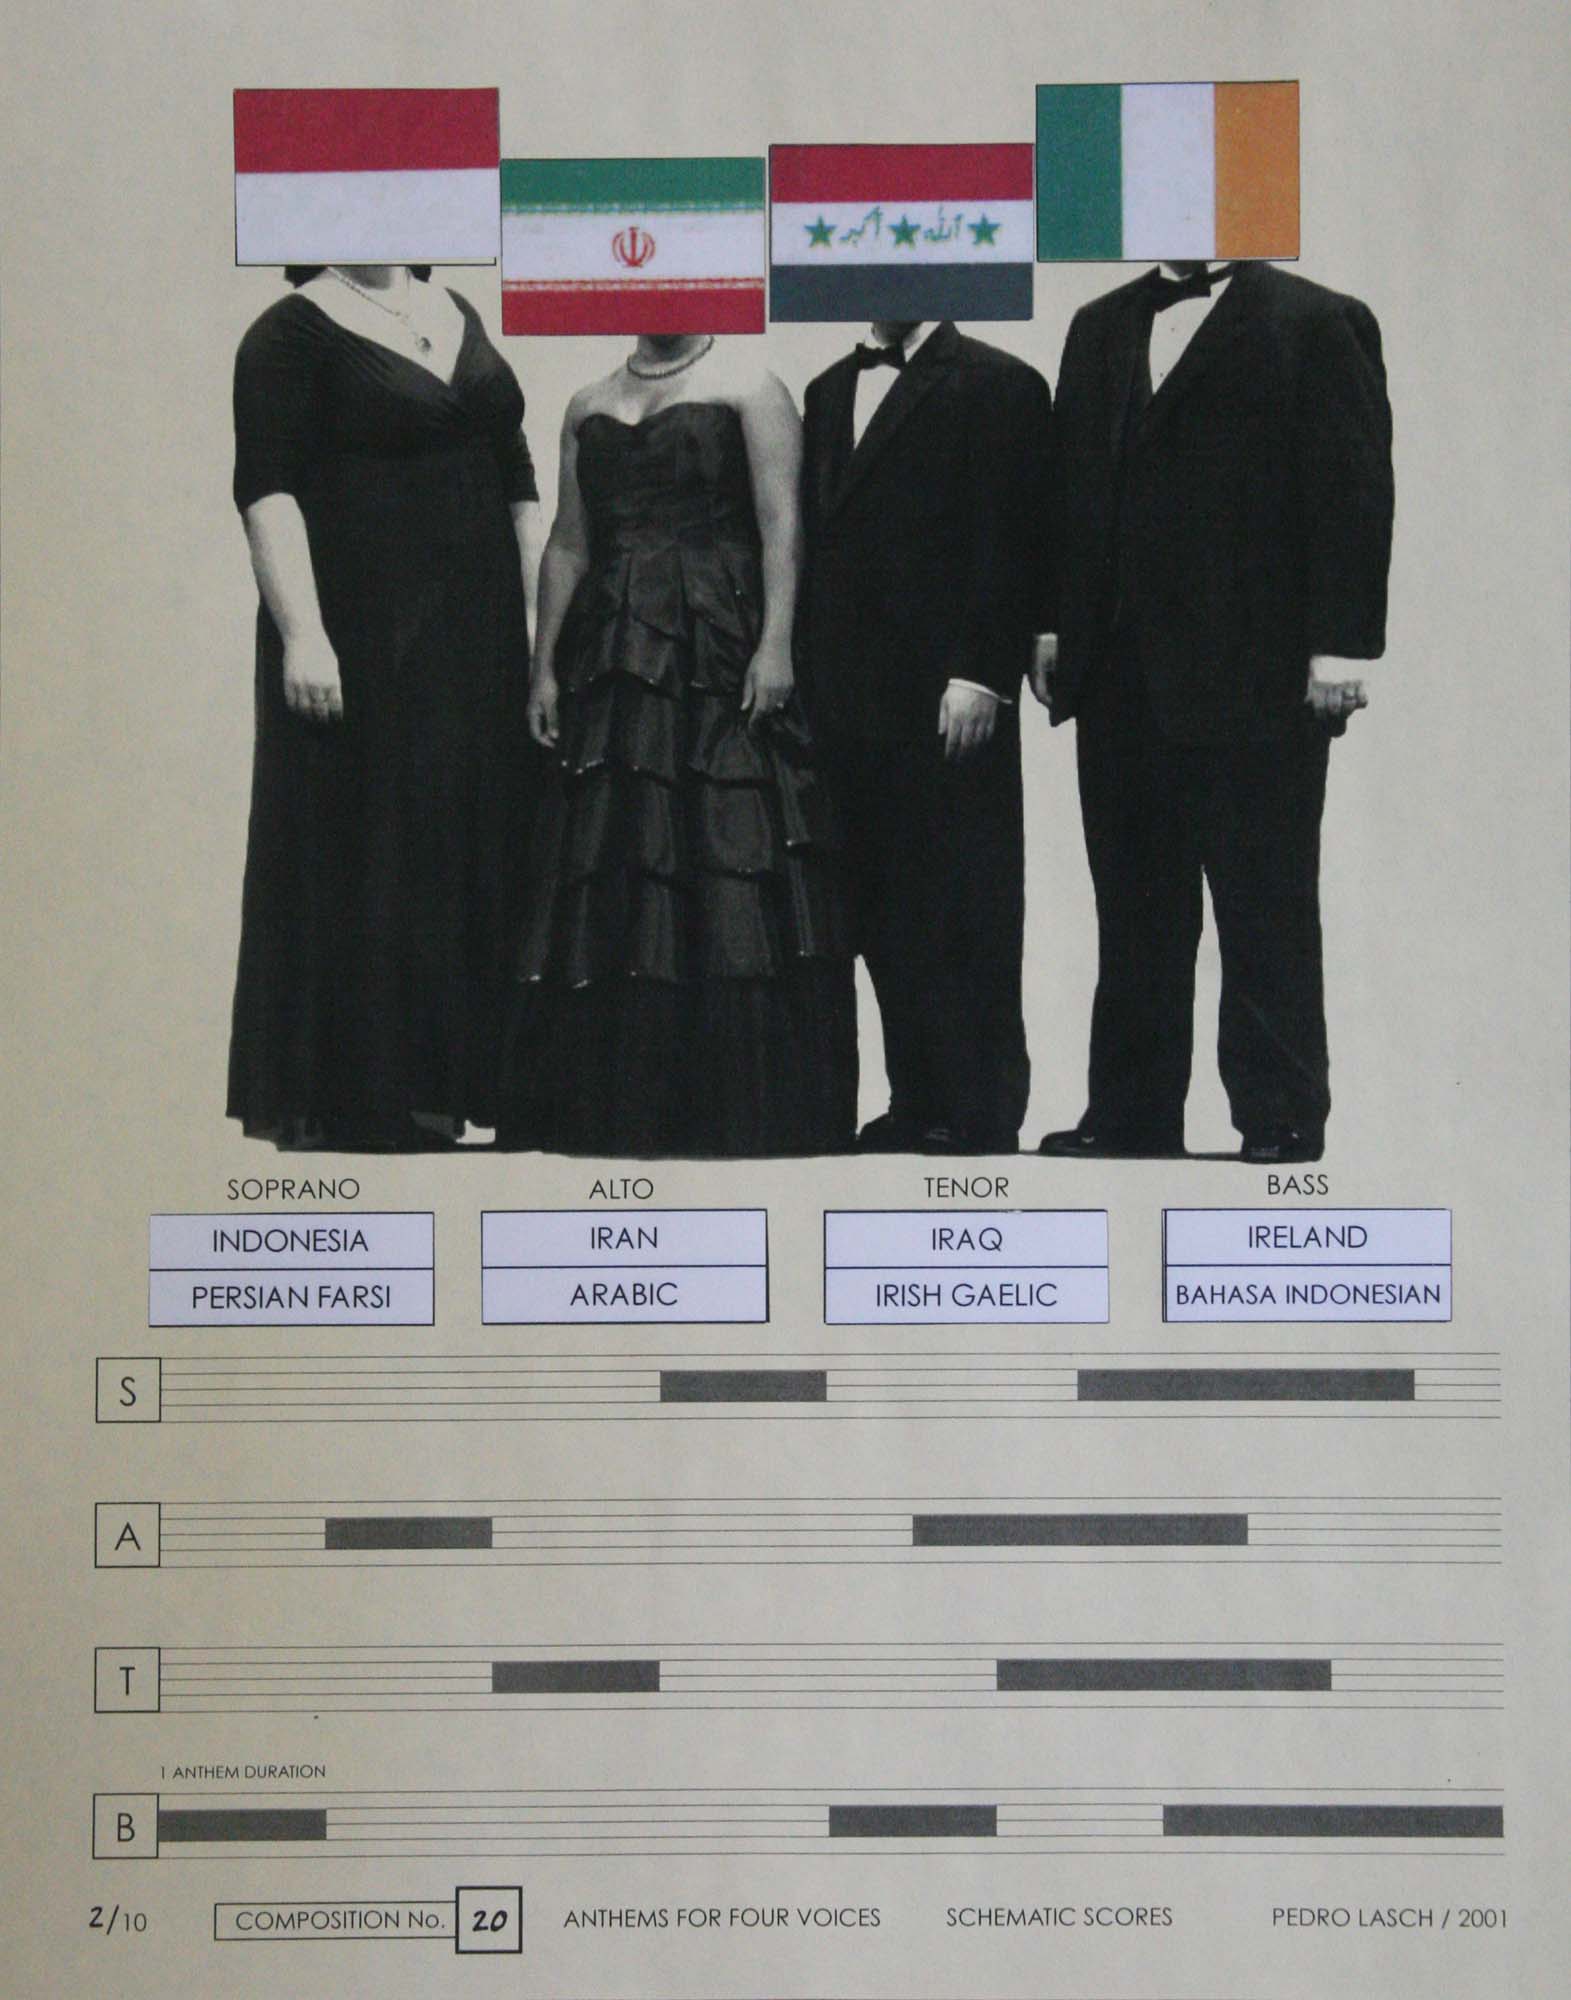 الله اكبر
SOPRANO
ALTO
TENOR
BASS
INDONESIA
IRAN
IRAQ
IRELAND
PERSIAN FARSI
ARABIC
IRISH GAELIC
BAHASA INDONESIAN
S
A
T
1 ANTHEM DURATION
B
2/10
COMPOSITION No. 20
ANTHEMS FOR FOUR VOICES
SCHEMATIC SCORES
PEDRO LASCH / 2001